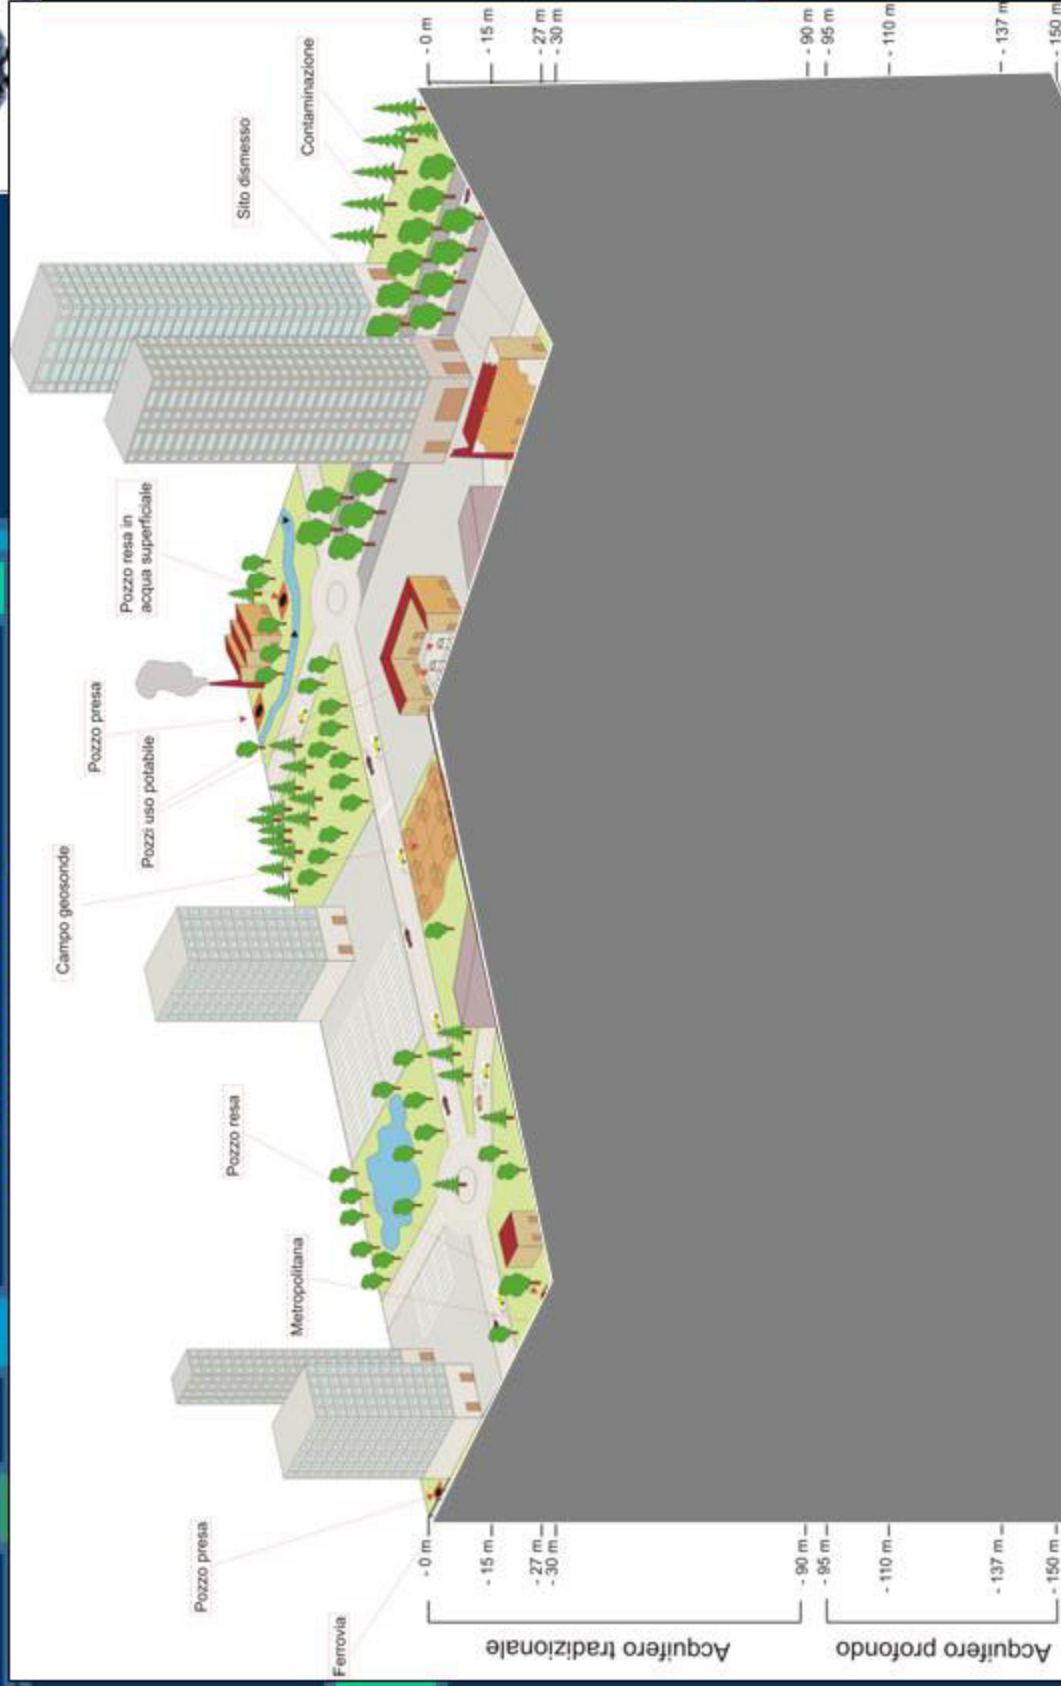 Ferrovia
Pozzo presa
Metropolitana
Pozzo resa
Campo geosonde
Pozzi uso potabile
Pozzo presa
Pozzo resa in
acqua superficiale
Sito dismesso
Contaminazione
Acquifero tradizionale
- 0 m
- 15 m
- 27 m
- 30 m
- 90 m
Acquifero profondo
- 95 m
- 110 m
- 137 m
- 150 m
- 0 m
- 15 m
- 27 m
- 30 m
- 90 m
- 95 m
- 110 m
- 137 m
- 150 m